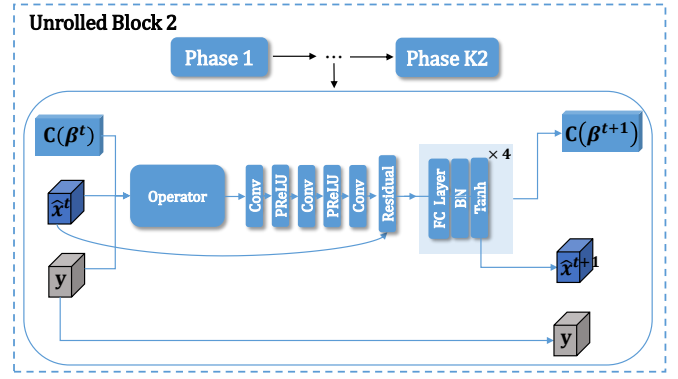 Unrolled Block 2
Phase 1
...
Phase K2
C(β^t)
x̂^t
y
Operator
Conv
PReLU
Conv
PReLU
Conv
Residual
FC Layer
BN
Tanh
× 4
C(β^{t+1})
x̂^{t+1}
y